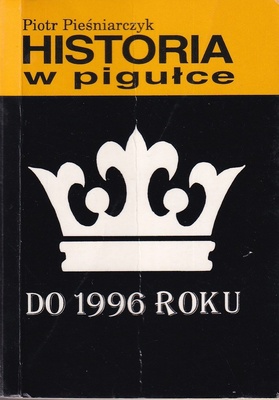 Piotr Pieśniarczyk
HISTORIA
w pigułce
DO 1996 ROKU